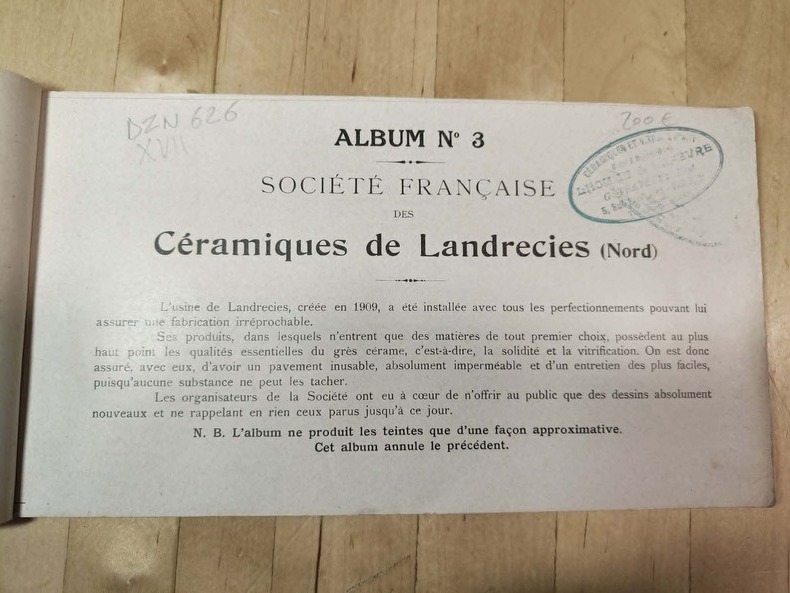 DZN 626
XVII
200 €
ALBUM Nº 3
SOCIÉTÉ FRANÇAISE
DES
Céramiques de Landrecies (Nord)
CÉRAMIQUES ET
5,
L'usine de Landrecies, créée en 1909, a été installée avec tous les perfectionnements pouvant lui
assurer une fabrication irréprochable.
Ses produits, dans lesquels n'entrent que des matières de tout premier choix, possèdent au plus
haut point les qualités essentielles du grès cérame, c'est-à-dire, la solidité et la vitrification. On est donc
assuré, avec eux, d'avoir un pavement inusable, absolument imperméable et d'un entretien des plus faciles,
puisqu'aucune substance ne peut les tacher.
Les organisateurs de la Société ont eu à cœur de n'offrir au public que des dessins absolument
nouveaux et ne rappelant en rien ceux parus jusqu'à ce jour.
N. B. L'album ne produit les teintes que d'une façon approximative.
Cet album annule le précédent.